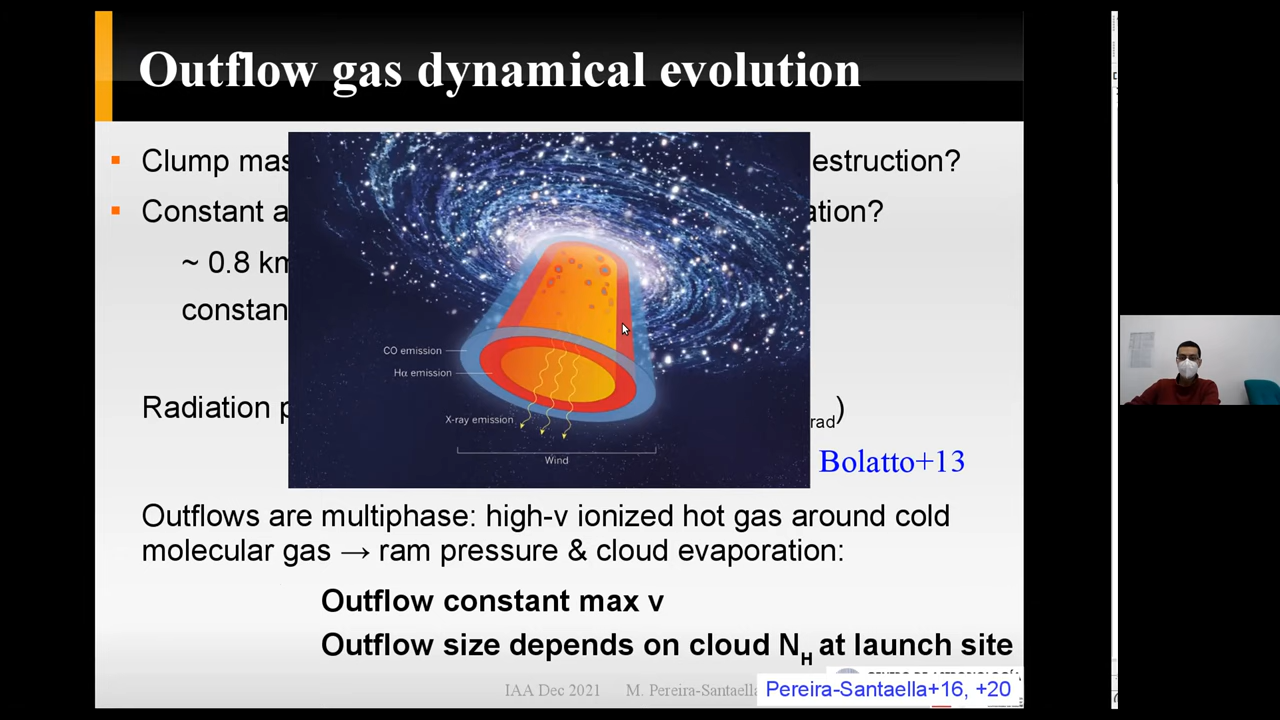 Outflow gas dynamical evolution
Clump mas
estruction?
Constant a
ation?
~ 0.8 km
constan
CO emission
Hα emission
Radiation p
rad)
X-ray emission
Wind
Bolatto+13
Outflows are multiphase: high-v ionized hot gas around cold
molecular gas → ram pressure & cloud evaporation:
Outflow constant max v
Outflow size depends on cloud NH at launch site
IAA Dec 2021 M. Pereira-Santaella
Pereira-Santaella+16, +20